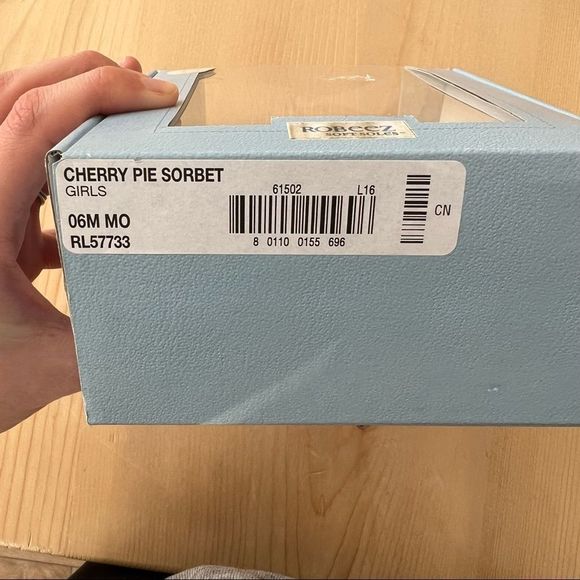 ROBEEZ
SOFT SOLES
CHERRY PIE SORBET
GIRLS
61502 L16
06M MO
RL57733
8 0110 0155 696
CN